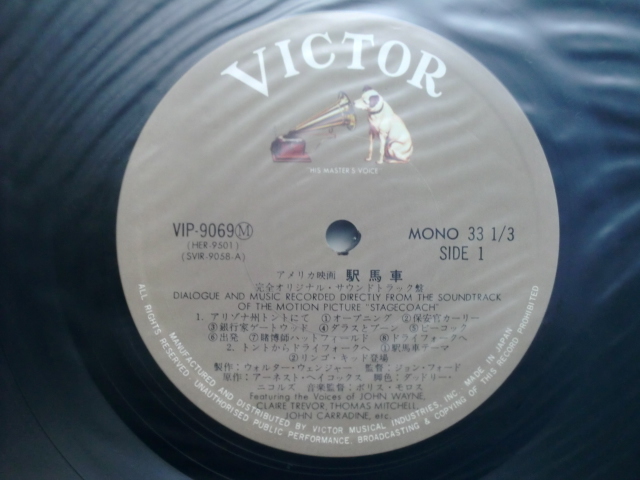 VICTOR
HIS MASTER'S VOICE
VIP-9069Ⓜ
(HER-9501)
(SVIR-9058-A)
MONO 33 1/3
SIDE 1
アメリカ映画 駅馬車
完全オリジナル・サウンドトラック盤
DIALOGUE AND MUSIC RECORDED DIRECTLY FROM THE SOUNDTRACK
OF THE MOTION PICTURE "STAGECOACH"
1. アリゾナ州トントにて ①オープニング ②保安官カーリー
③銀行家ゲートウッド ④ダラスとブーン ⑤ピーコック
⑥出発 ⑦賭博師ハットフィールド ⑧ドライフォークへ
2. トントからドライフォークへ ①駅馬車テーマ
②リンゴ・キッド登場
製作:ウォルター・ウェンジャー 監督:ジョン・フォード
原作:アーネスト・ヘイコックス 脚色:ダッドリー・
ニコルズ 音楽監督:ボリス・モロス
Featuring the Voices of JOHN WAYNE,
CLAIRE TREVOR, THOMAS MITCHELL,
JOHN CARRADINE, etc.
ALL RIGHTS RESERVED. UNAUTHORISED PUBLIC PERFORMANCE, BROADCASTING & COPYING OF THIS RECORD PROHIBITED
MANUFACTURED AND DISTRIBUTED BY VICTOR MUSICAL INDUSTRIES, INC. MADE IN JAPAN